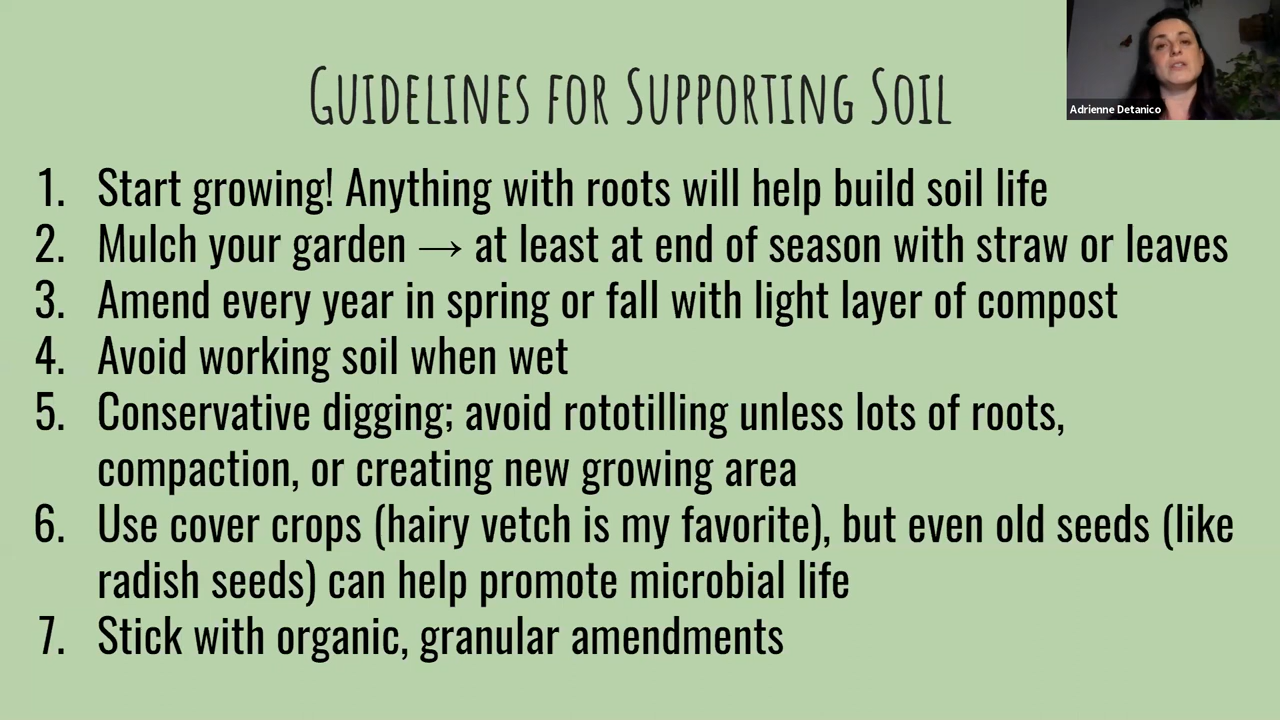 Guidelines for Supporting Soil
Adrienne Detanico
1. Start growing! Anything with roots will help build soil life
2. Mulch your garden → at least at end of season with straw or leaves
3. Amend every year in spring or fall with light layer of compost
4. Avoid working soil when wet
5. Conservative digging; avoid rototilling unless lots of roots,
compaction, or creating new growing area
6. Use cover crops (hairy vetch is my favorite), but even old seeds (like
radish seeds) can help promote microbial life
7. Stick with organic, granular amendments